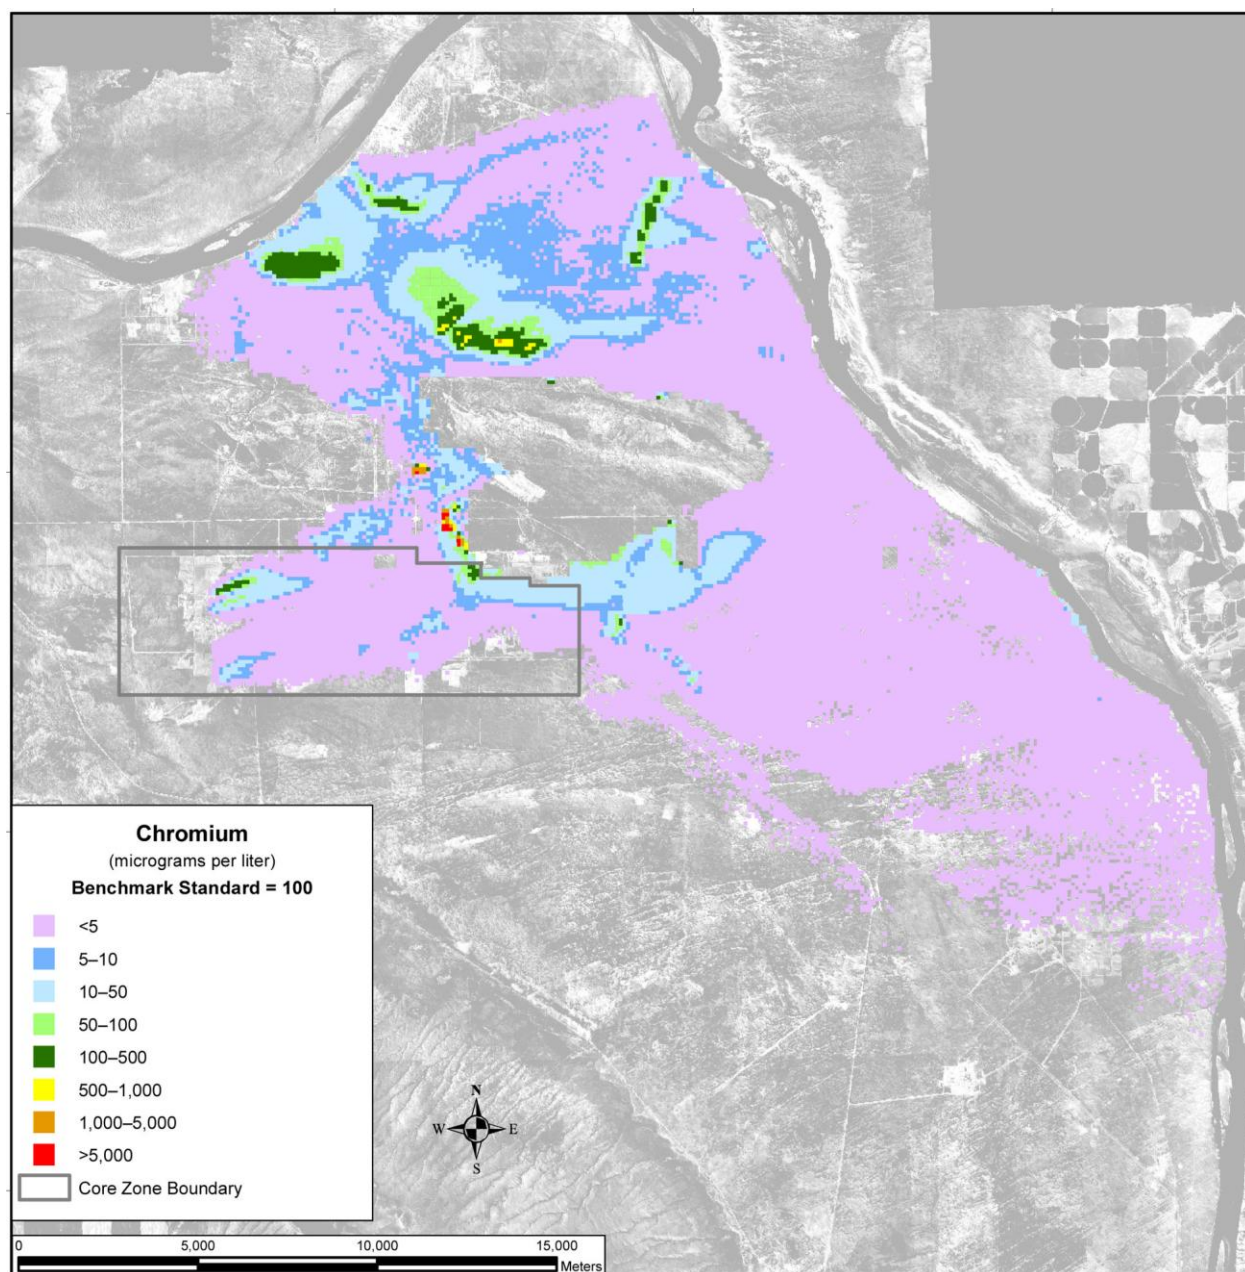 Chromium
(micrograms per liter)
Benchmark Standard = 100
<5
5–10
10–50
50–100
100–500
500–1,000
1,000–5,000
>5,000
Core Zone Boundary
N
W E
S
0 5,000 10,000 15,000
Meters